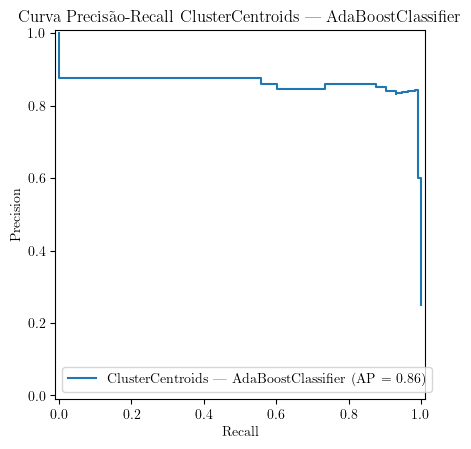 Curva Precisão-Recall ClusterCentroids — AdaBoostClassifier
1.0
0.8
0.6
0.4
0.2
0.0
Precision
ClusterCentroids — AdaBoostClassifier (AP = 0.86)
0.0 0.2 0.4 0.6 0.8 1.0
Recall